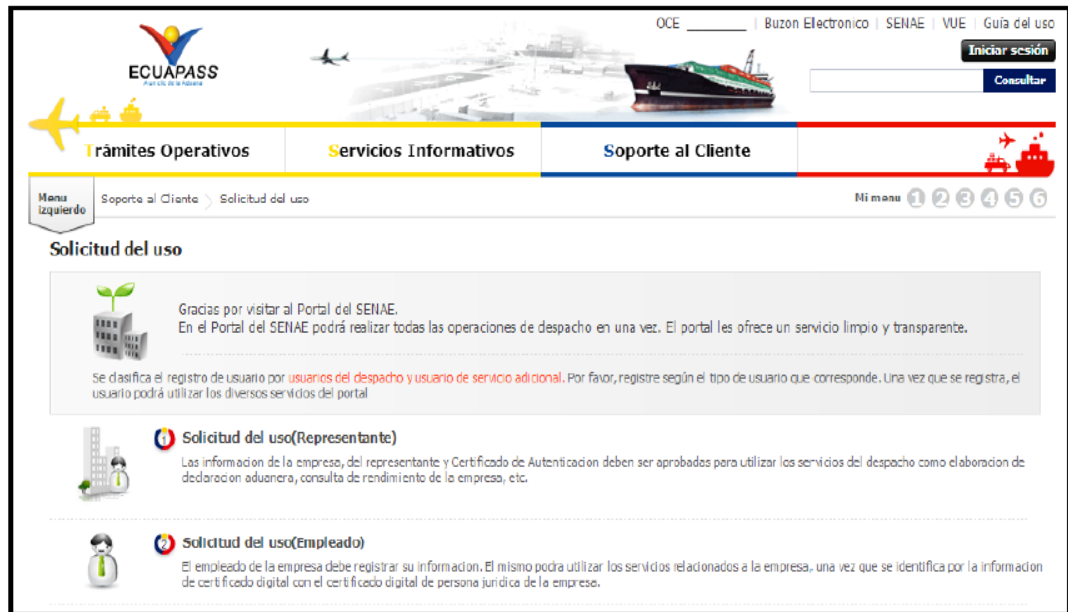 OCE ________ | Buzon Electronico | SENAE | VUE | Guía del uso
ECUAPASS
Iniciar sesión
Consultar
Trámites Operativos
Servicios Informativos
Soporte al Cliente
Menu
izquierdo
Soporte al Cliente > Solicitud del uso
Mi menu 1 2 3 4 5 6
Solicitud del uso
Gracias por visitar al Portal del SENAE.
En el Portal del SENAE podrá realizar todas las operaciones de despacho en una vez. El portal les ofrece un servicio limpio y transparente.
Se clasifica el registro de usuario por usuarios del despacho y usuario de servicio adicional. Por favor, registre según el tipo de usuario que corresponde. Una vez que se registra, el
usuario podrá utilizar los diversos servicios del portal
1 Solicitud del uso(Representante)
Las informacion de la empresa, del representante y Certificado de Autenticacion deben ser aprobadas para utilizar los servicios del despacho como elaboracion de
declaracion aduanera, consulta de rendimiento de la empresa, etc.
2 Solicitud del uso(Empleado)
El empleado de la empresa debe registrar su informacion. El mismo podra utilizar los servicios relacionados a la empresa, una vez que se identifica por la informacion
de certificado digital con el certificado digital de persona juridica de la empresa.